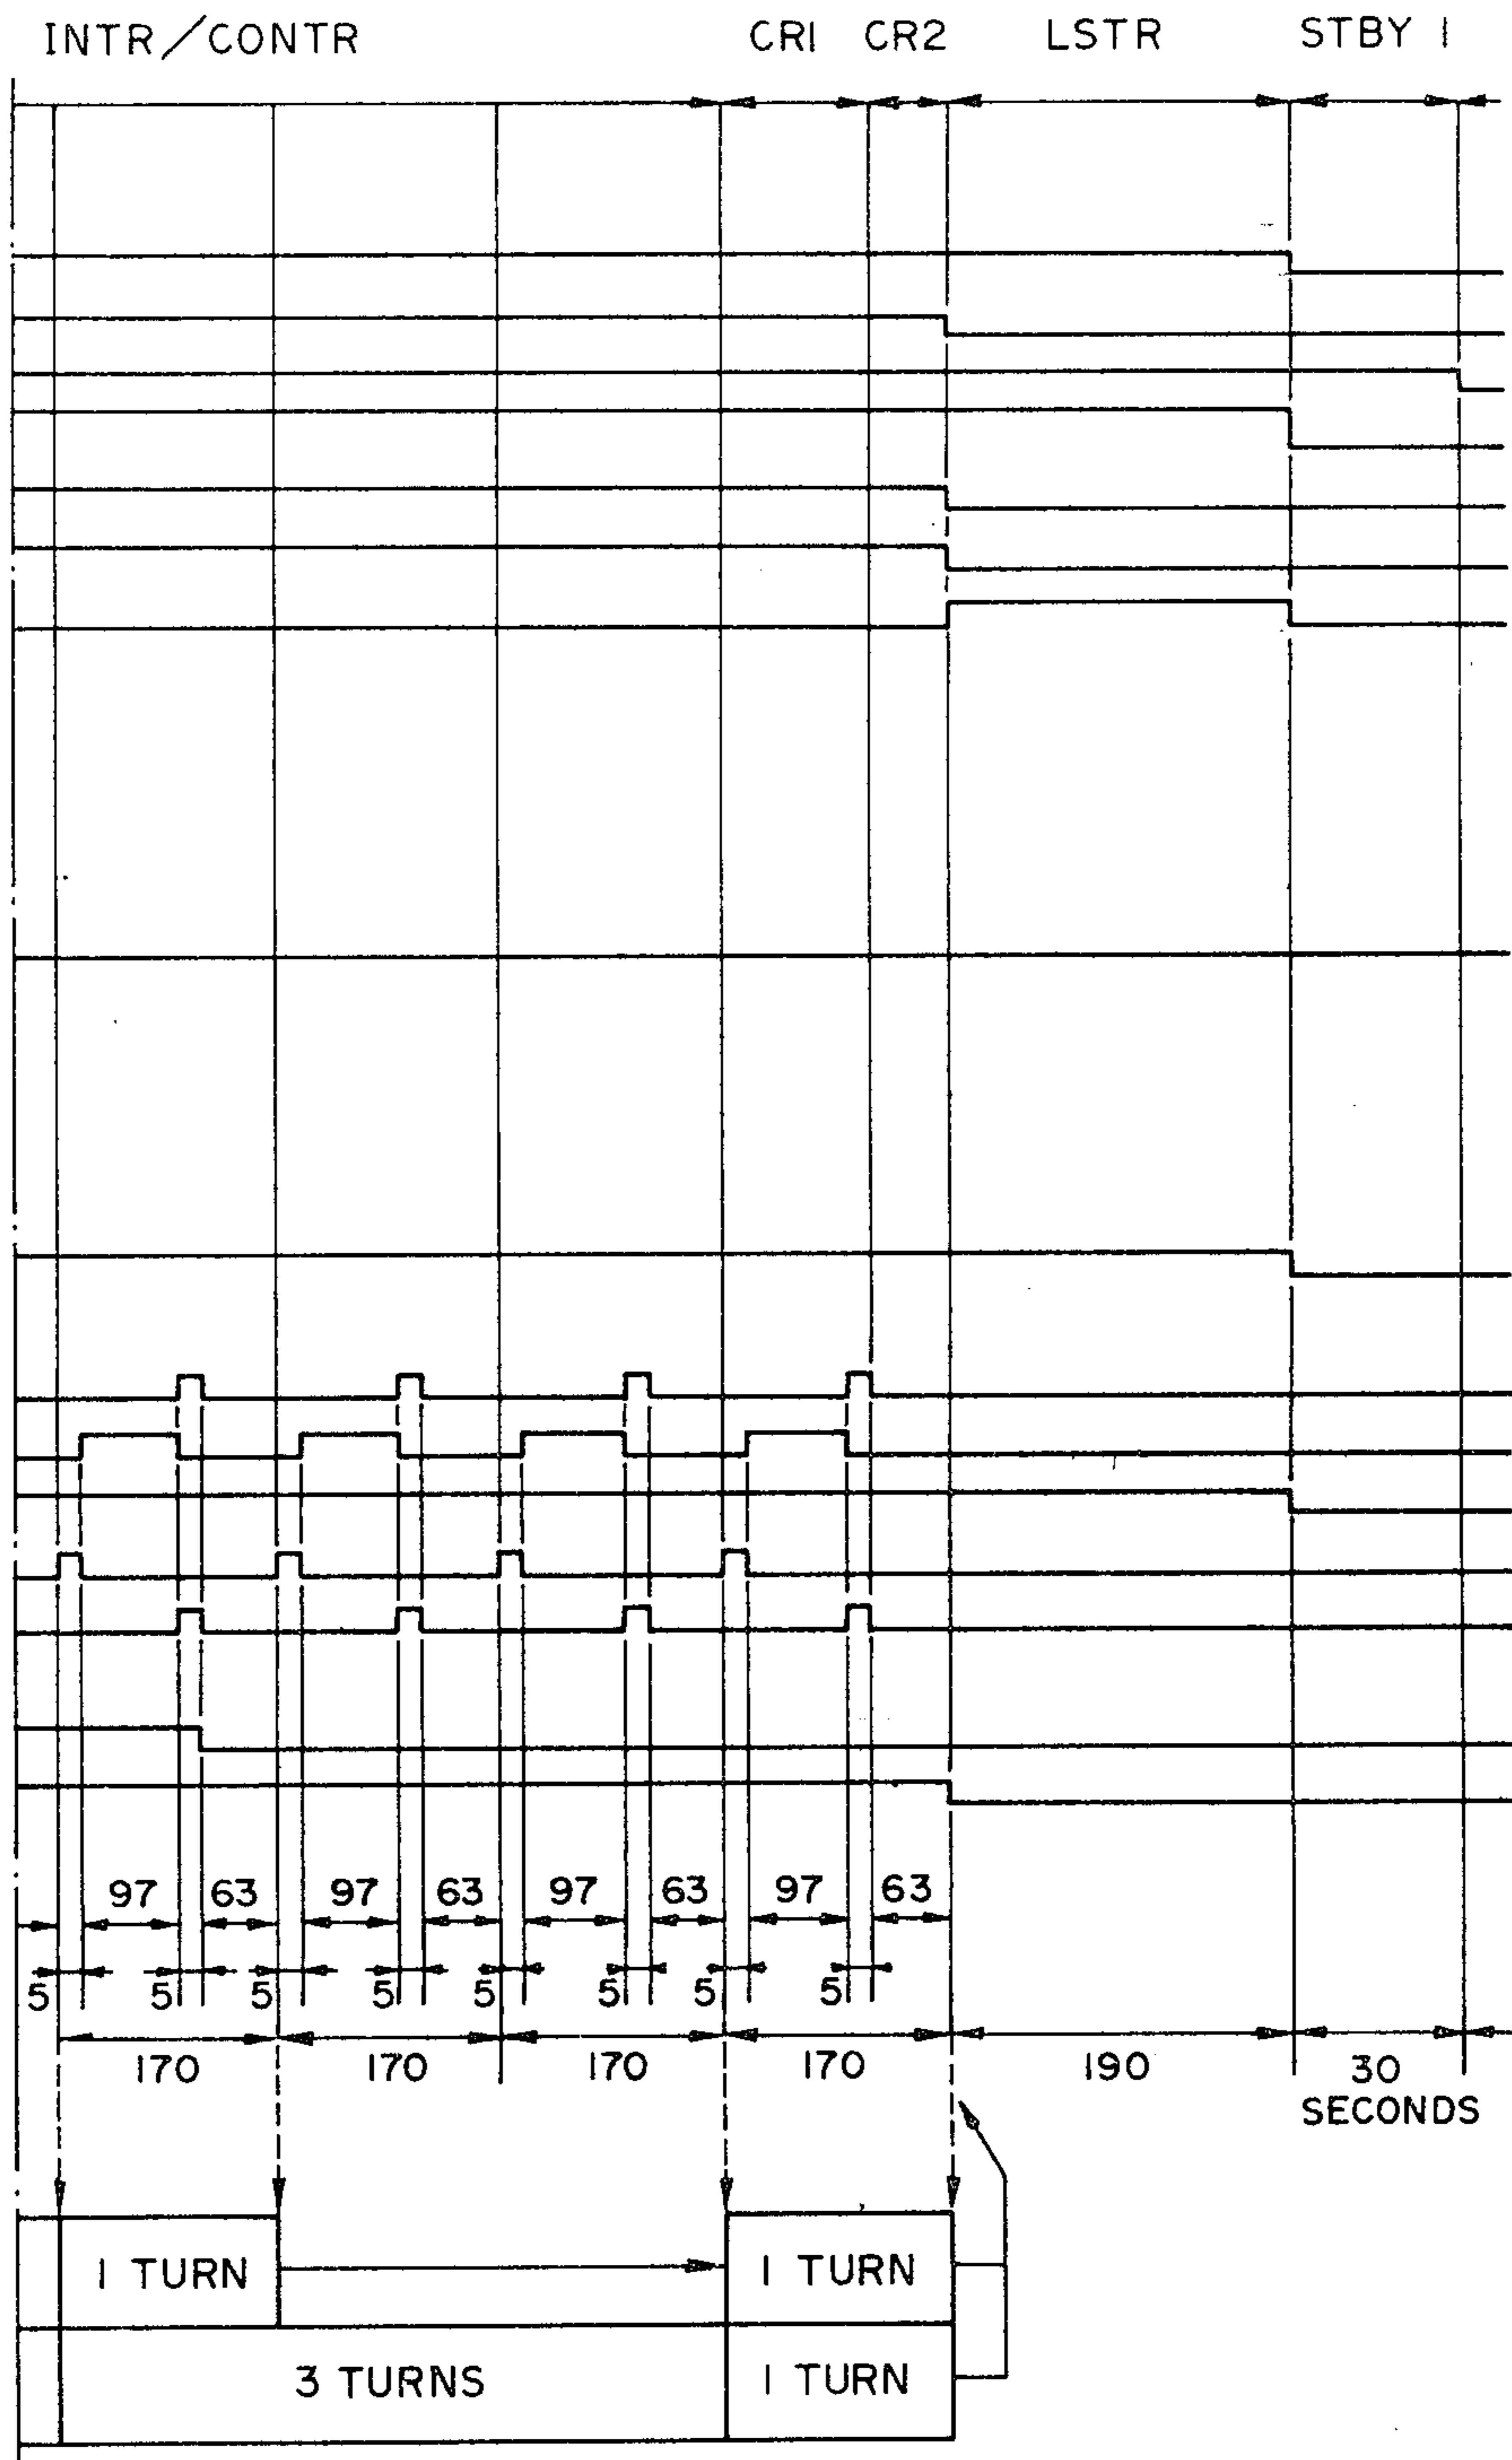 INTR/CONTR CR1 CR2 LSTR STBY 1
97 63 97 63 97 63 97 63
5 5 5 5 5 5 5 5
170 170 170 170 190 30
SECONDS
1 TURN 1 TURN
3 TURNS 1 TURN